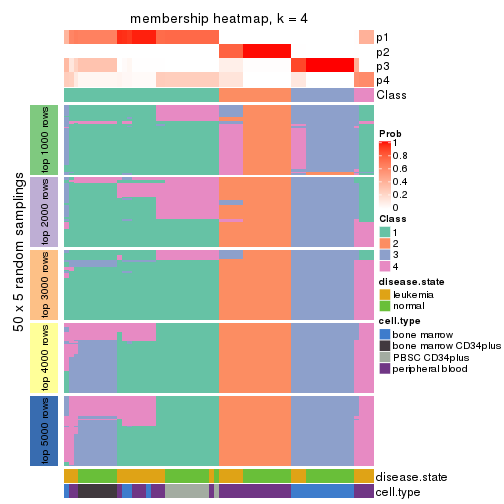 membership heatmap, k = 4
p1
p2
p3
p4
Class
50 x 5 random samplings
top 1000 rows
top 2000 rows
top 3000 rows
top 4000 rows
top 5000 rows
Prob
1
0.8
0.6
0.4
0.2
0
Class
1
2
3
4
disease.state
leukemia
normal
cell.type
bone marrow
bone marrow CD34plus
PBSC CD34plus
peripheral blood
disease.state
cell.type